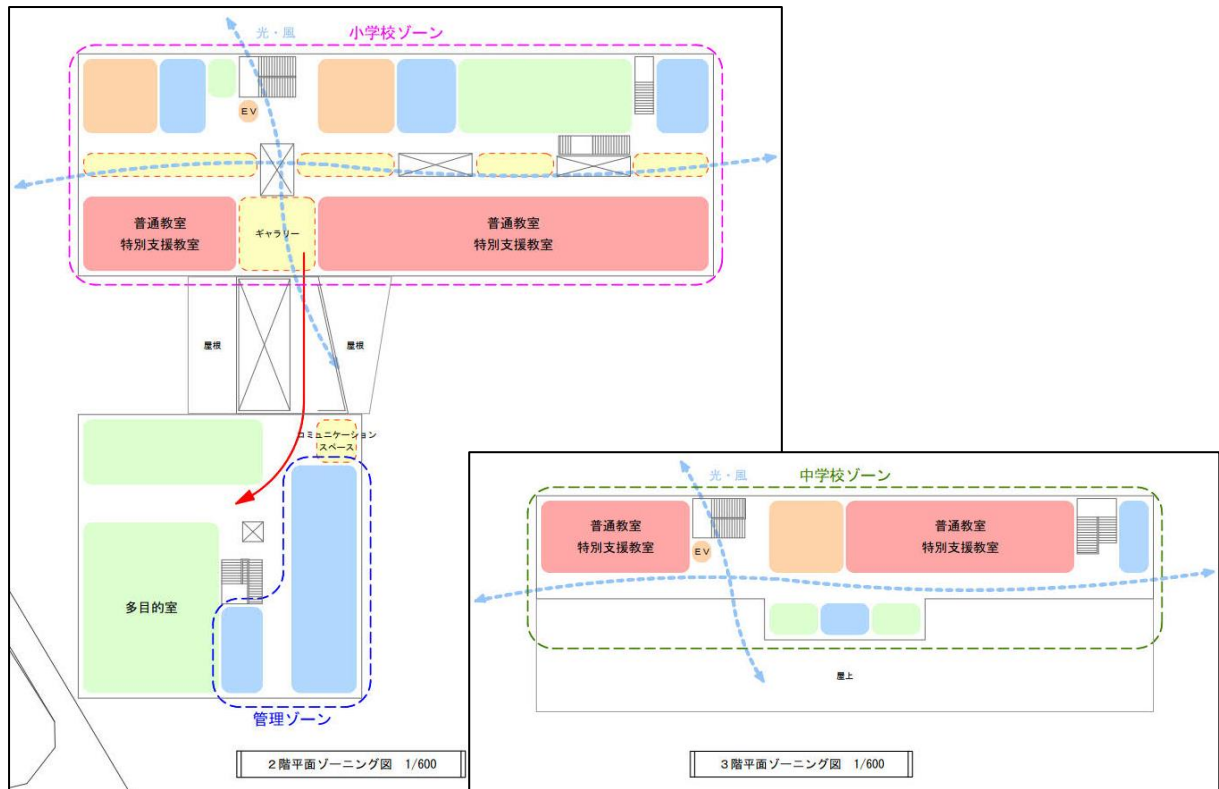 光・風
小学校ゾーン
EV
普通教室
特別支援教室
ギャラリー
普通教室
特別支援教室
屋根
屋根
コミュニケーション
スペース
多目的室
管理ゾーン
2階平面ゾーニング図 1/600
光・風
中学校ゾーン
普通教室
特別支援教室
EV
普通教室
特別支援教室
屋上
3階平面ゾーニング図 1/600